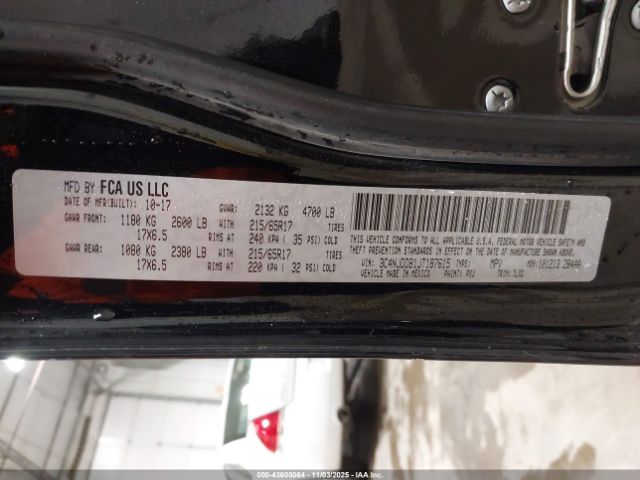 MFD BY FCA US LLC
DATE OF MFR(BUILT): 10-17 GVWR: 2132 KG 4700 LB
GAWR FRONT: 1180 KG 2600 LB WITH 215/65R17 TIRES
17X6.5 RIMS AT 240 KPA ( 35 PSI) COLD
GAWR REAR: 1080 KG 2380 LB WITH 215/65R17 TIRES
17X6.5 RIMS AT 220 KPA ( 32 PSI) COLD
THIS VEHICLE CONFORMS TO ALL APPLICABLE U.S.A. FEDERAL MOTOR VEHICLE SAFETY AND
THEFT PREVENTION STANDARDS IN EFFECT ON THE DATE OF MANUFACTURE SHOWN ABOVE.
VIN: 3C4NJDDB1JT187615 TYPE: MPV MDH: 101213
VEHICLE MADE IN MEXICO PAINT: PXJ TRIM:
000-43605064 - 11/03/2025 - IAA Inc.